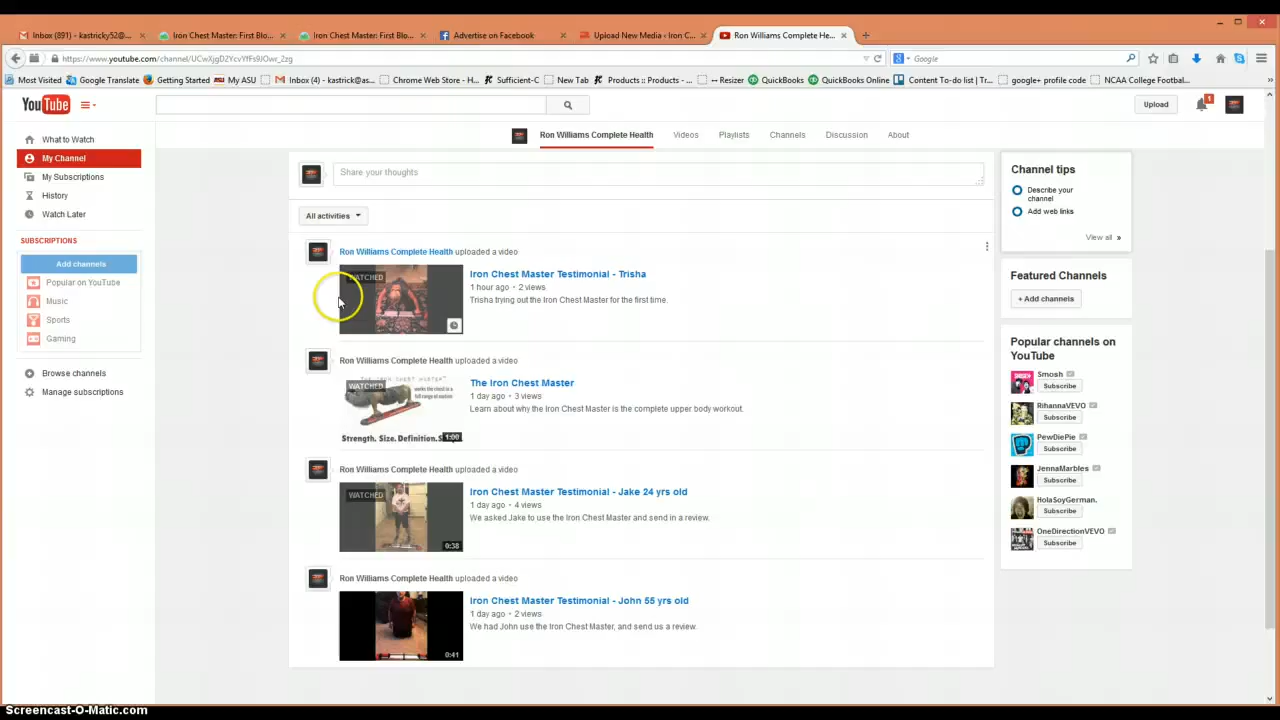 Inbox (891) - kastricky52@...
Iron Chest Master: First Blo...
Iron Chest Master: First Blo...
Advertise on Facebook
Upload New Media ‹ Iron C...
Ron Williams Complete He...
https://www.youtube.com/channel/UCwXjgD2YcvYfFs9JOwr_2zg
Google
Most Visited
Google Translate
Getting Started
My ASU
Inbox (4) - kastrick@as...
Chrome Web Store - H...
Sufficient-C
New Tab
Products :: Products - ...
-- Resizer
QuickBooks
QuickBooks Online
Content To-do list | Tr...
google+ profile code
NCAA College Footbal...
YouTube
Upload
1
Ron Williams Complete Health
Videos
Playlists
Channels
Discussion
About
What to Watch
My Channel
My Subscriptions
History
Watch Later
SUBSCRIPTIONS
Add channels
Popular on YouTube
Music
Sports
Gaming
Browse channels
Manage subscriptions
Share your thoughts
All activities
Ron Williams Complete Health uploaded a video
WATCHED
Iron Chest Master Testimonial - Trisha
1 hour ago • 2 views
Trisha trying out the Iron Chest Master for the first time.
Ron Williams Complete Health uploaded a video
WATCHED
Strength. Size. Definition.
1:00
The Iron Chest Master
1 day ago • 3 views
Learn about why the Iron Chest Master is the complete upper body workout.
Ron Williams Complete Health uploaded a video
WATCHED
0:38
Iron Chest Master Testimonial - Jake 24 yrs old
1 day ago • 4 views
We asked Jake to use the Iron Chest Master and send in a review.
Ron Williams Complete Health uploaded a video
0:41
Iron Chest Master Testimonial - John 55 yrs old
1 day ago • 2 views
We had John use the Iron Chest Master, and send us a review.
Channel tips
Describe your
channel
Add web links
View all »
Featured Channels
+ Add channels
Popular channels on
YouTube
Smosh
Subscribe
RihannaVEVO
Subscribe
PewDiePie
Subscribe
JennaMarbles
Subscribe
HolaSoyGerman.
Subscribe
OneDirectionVEVO
Subscribe
Screencast-O-Matic.com